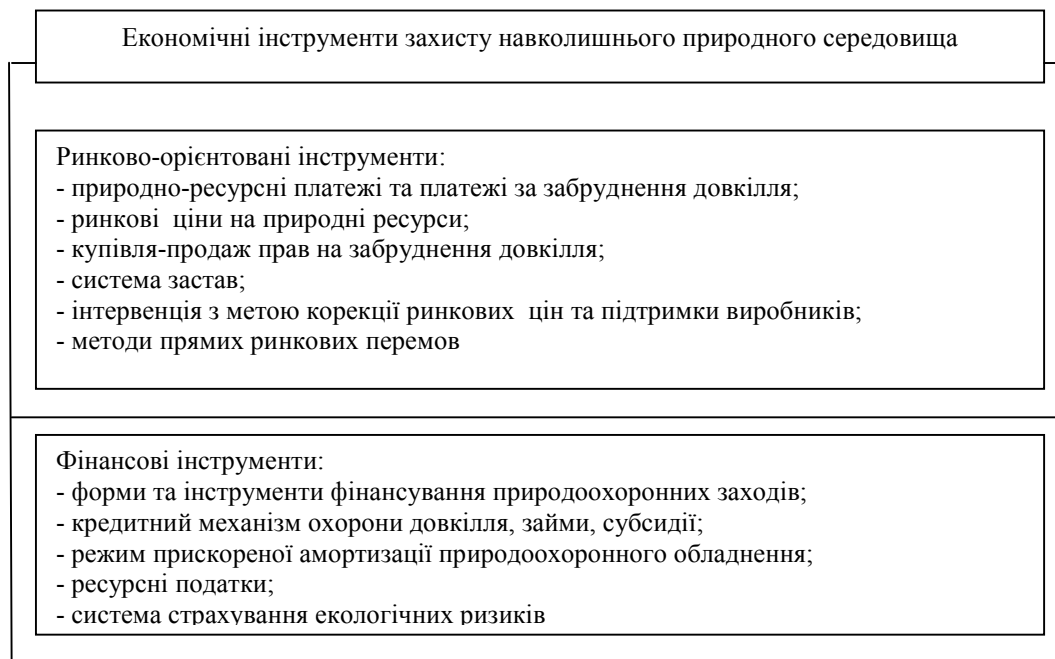 Економічні інструменти захисту навколишнього природного середовища
Ринково-орієнтовані інструменти:
- природно-ресурсні платежі та платежі за забруднення довкілля;
- ринкові ціни на природні ресурси;
- купівля-продаж прав на забруднення довкілля;
- система застав;
- інтервенція з метою корекції ринкових цін та підтримки виробників;
- методи прямих ринкових перемов
Фінансові інструменти:
- форми та інструменти фінансування природоохоронних заходів;
- кредитний механізм охорони довкілля, займи, субсидії;
- режим прискореної амортизації природоохоронного обладнення;
- ресурсні податки;
- система страхування екологічних ризиків